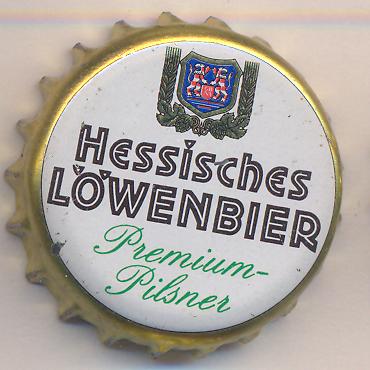 Hessisches
LÖWENBIER
Premium-
Pilsner